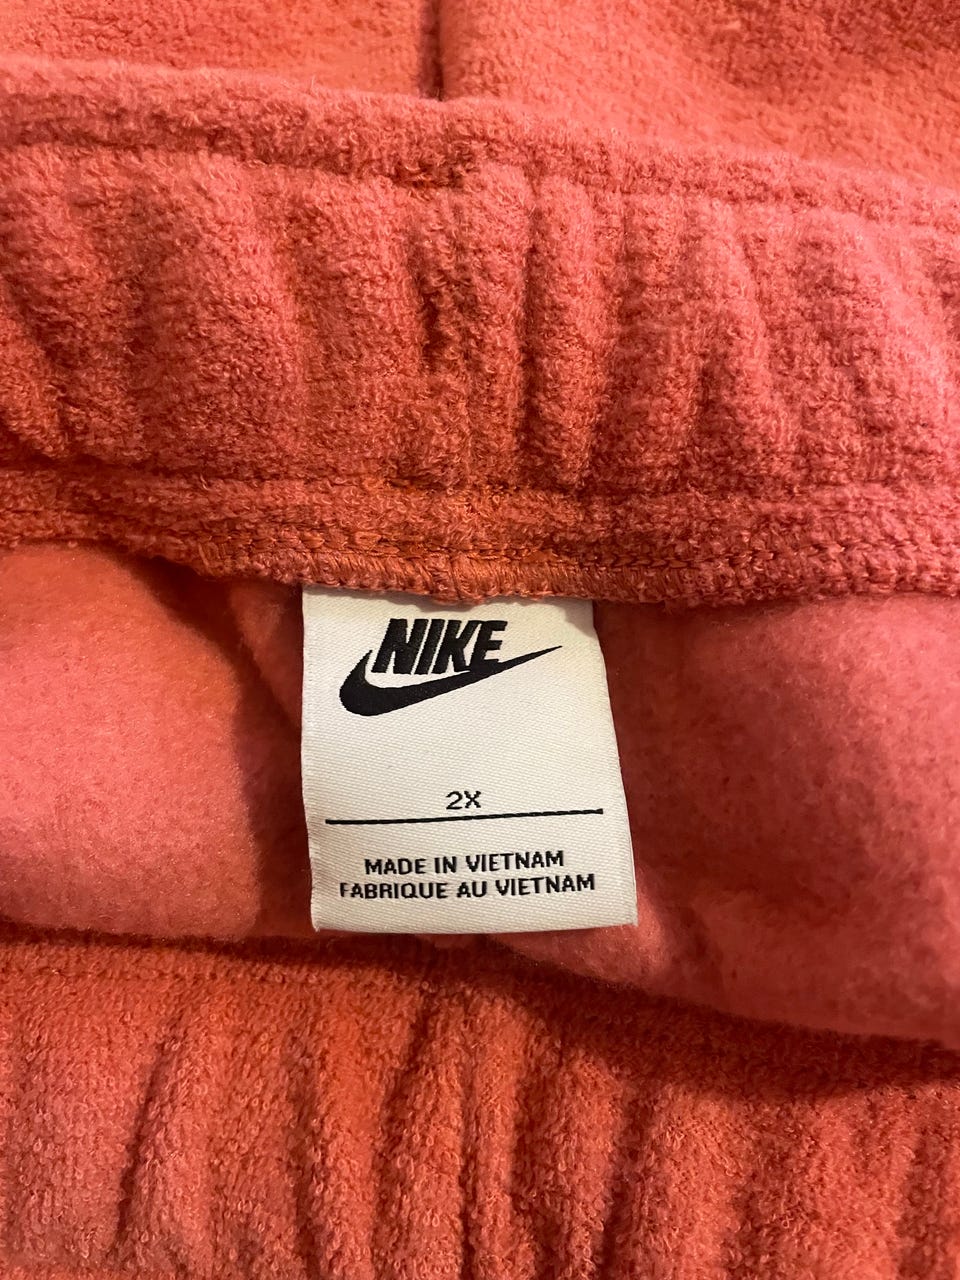 NIKE
2X
MADE IN VIETNAM
FABRIQUE AU VIETNAM